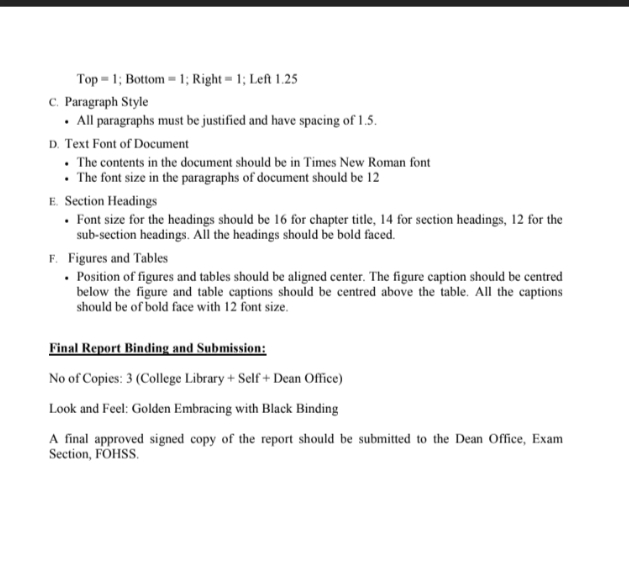 Top = 1; Bottom = 1; Right = 1; Left 1.25
C. Paragraph Style
• All paragraphs must be justified and have spacing of 1.5.
D. Text Font of Document
• The contents in the document should be in Times New Roman font
• The font size in the paragraphs of document should be 12
E. Section Headings
• Font size for the headings should be 16 for chapter title, 14 for section headings, 12 for the
sub-section headings. All the headings should be bold faced.
F. Figures and Tables
• Position of figures and tables should be aligned center. The figure caption should be centred
below the figure and table captions should be centred above the table. All the captions
should be of bold face with 12 font size.
Final Report Binding and Submission:
No of Copies: 3 (College Library + Self + Dean Office)
Look and Feel: Golden Embracing with Black Binding
A final approved signed copy of the report should be submitted to the Dean Office, Exam
Section, FOHSS.